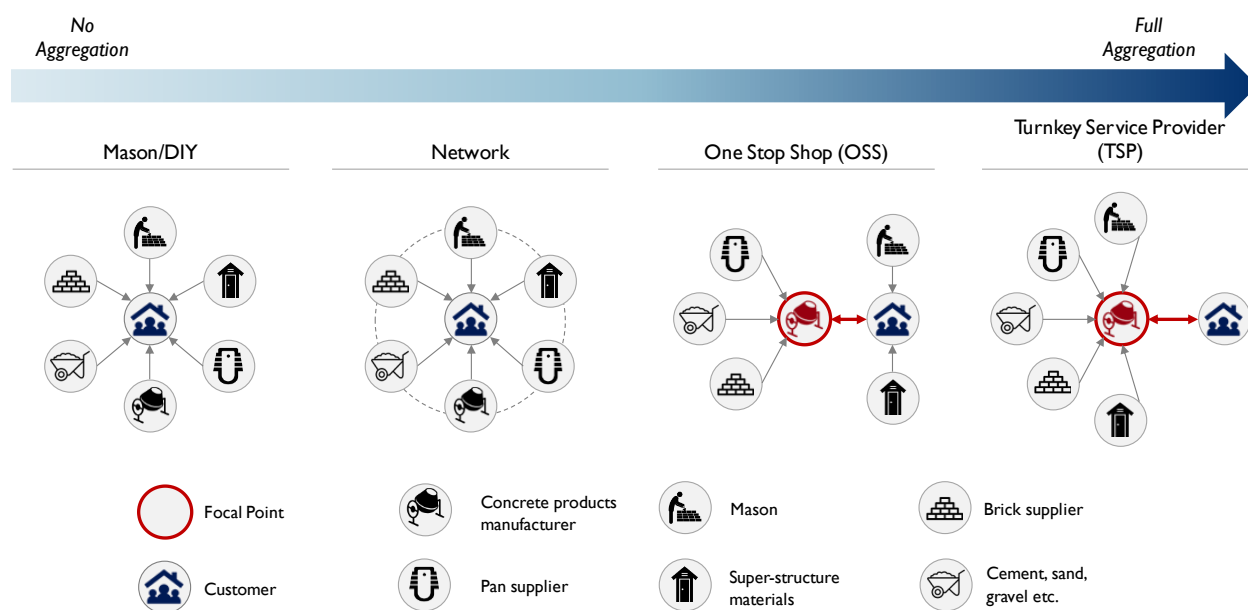 No
Aggregation
Full
Aggregation
Mason/DIY
Network
One Stop Shop (OSS)
Turnkey Service Provider
(TSP)
Focal Point
Concrete products
manufacturer
Mason
Brick supplier
Customer
Pan supplier
Super-structure
materials
Cement, sand,
gravel etc.